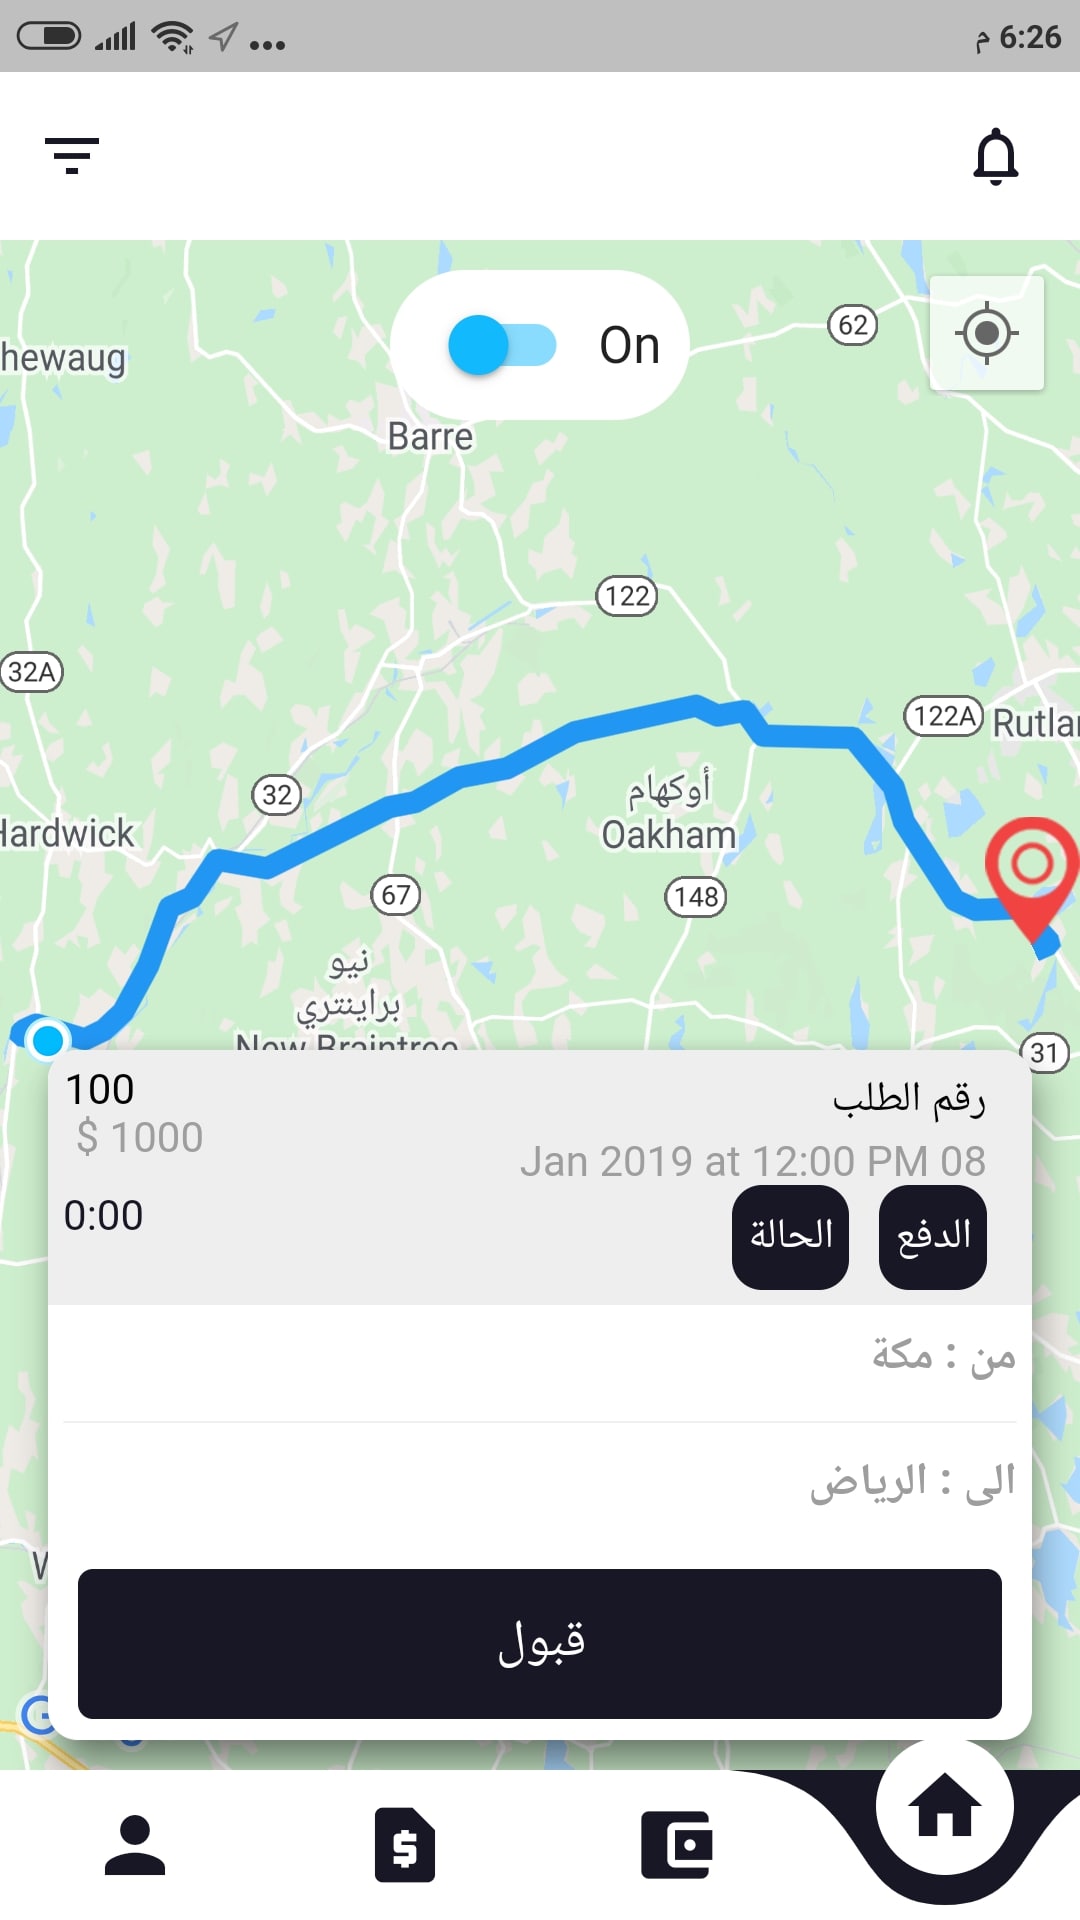 6:26 م
On
62
hewaug
Barre
122
32A
122A
Rutlar
32
أوكهام
Oakham
Hardwick
67
148
نيو
براينتري
New Braintree
31
رقم الطلب
100
$ 1000
Jan 2019 at 12:00 PM 08
0:00
الحالة
الدفع
من : مكة
الى : الرياض
W
قبول
G